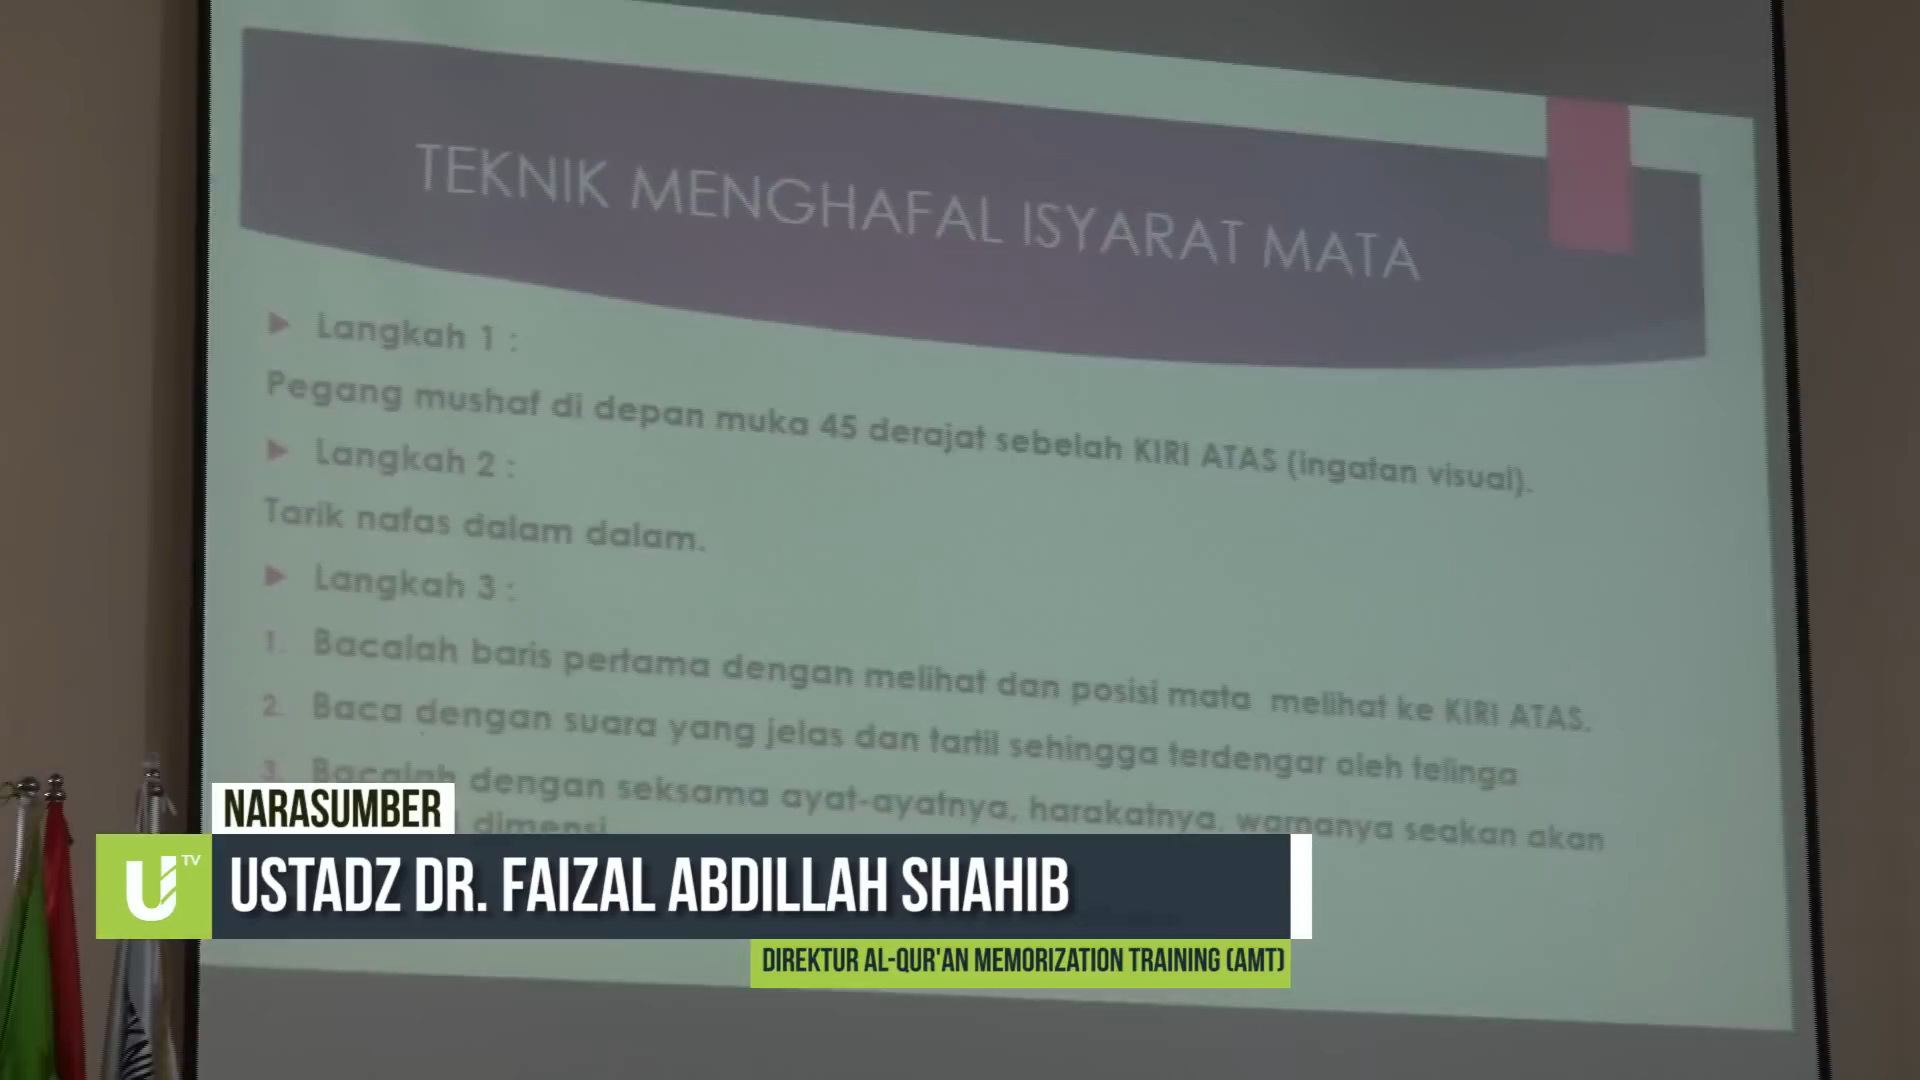 TEKNIK MENGHAFAL ISYARAT MATA
Langkah 1 :
Pegang mushaf di depan muka 45 derajat sebelah KIRI ATAS (ingatan visual).
Langkah 2 :
Tarik nafas dalam dalam.
Langkah 3 :
1. Bacalah baris pertama dengan melihat dan posisi mata melihat ke KIRI ATAS.
2. Baca dengan suara yang jelas dan tartil sehingga terdengar oleh telinga
3. Bacalah dengan seksama ayat-ayatnya, harakatnya, warnanya seakan akan
dimensi
NARASUMBER
U TV
USTADZ DR. FAIZAL ABDILLAH SHAHIB
DIREKTUR AL-QUR'AN MEMORIZATION TRAINING (AMT)